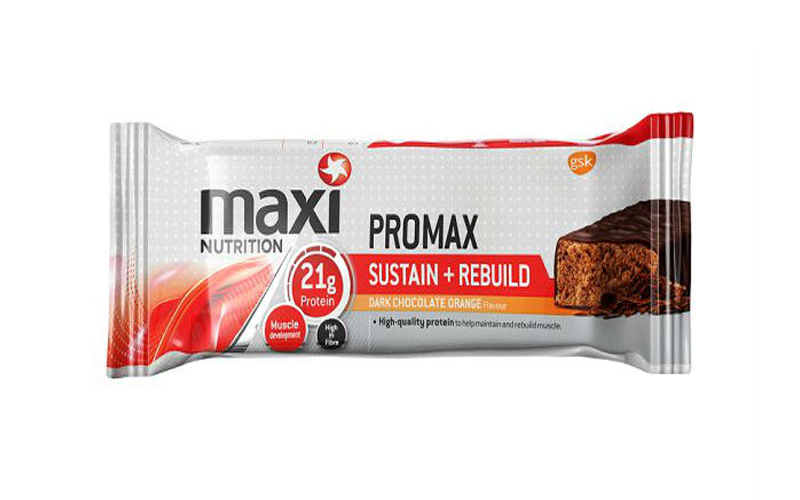 maxi
NUTRITION
21g
Protein
Muscle
development
High
in
Fibre
gsk
PROMAX
SUSTAIN + REBUILD
DARK CHOCOLATE ORANGE Flavour
• High-quality protein to help maintain and rebuild muscle.